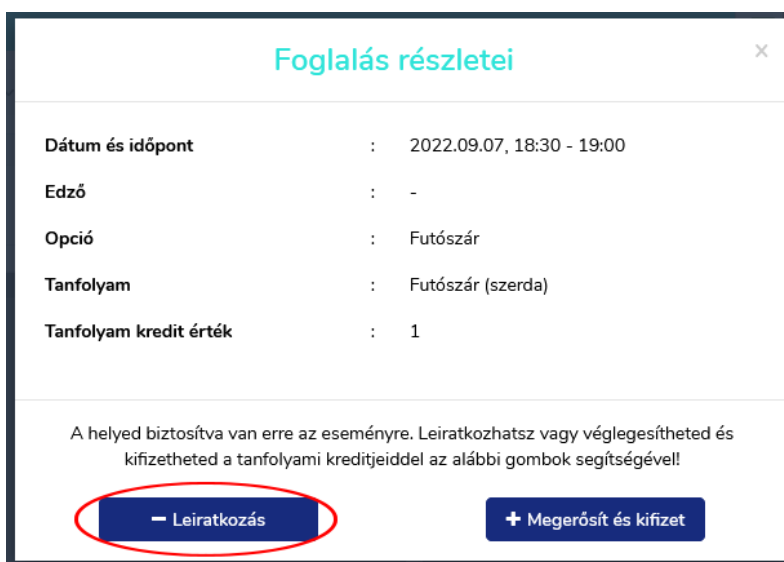 Foglalás részletei
×
Dátum és időpont : 2022.09.07, 18:30 - 19:00
Edző : -
Opció : Futószár
Tanfolyam : Futószár (szerda)
Tanfolyam kredit érték : 1
A helyed biztosítva van erre az eseményre. Leiratkozhatsz vagy véglegesítheted és
kifizetheted a tanfolyami kreditjeiddel az alábbi gombok segítségével!
− Leiratkozás
+ Megerősít és kifizet